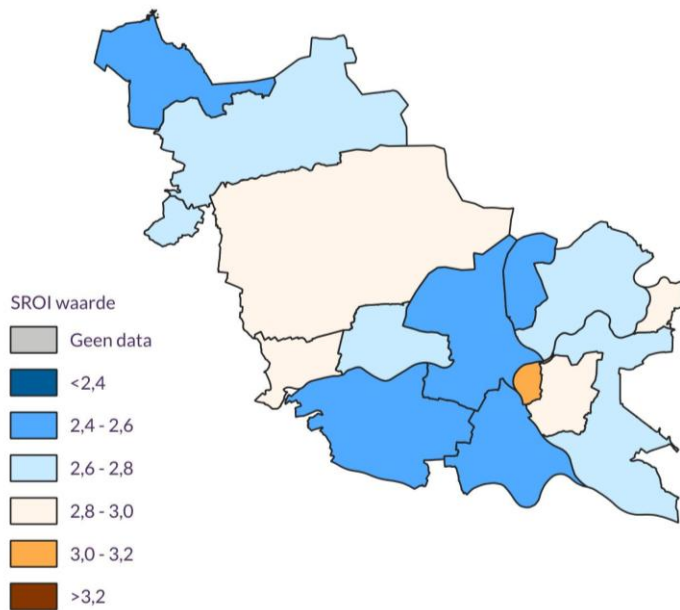 SROI waarde
Geen data
<2,4
2,4 - 2,6
2,6 - 2,8
2,8 - 3,0
3,0 - 3,2
>3,2